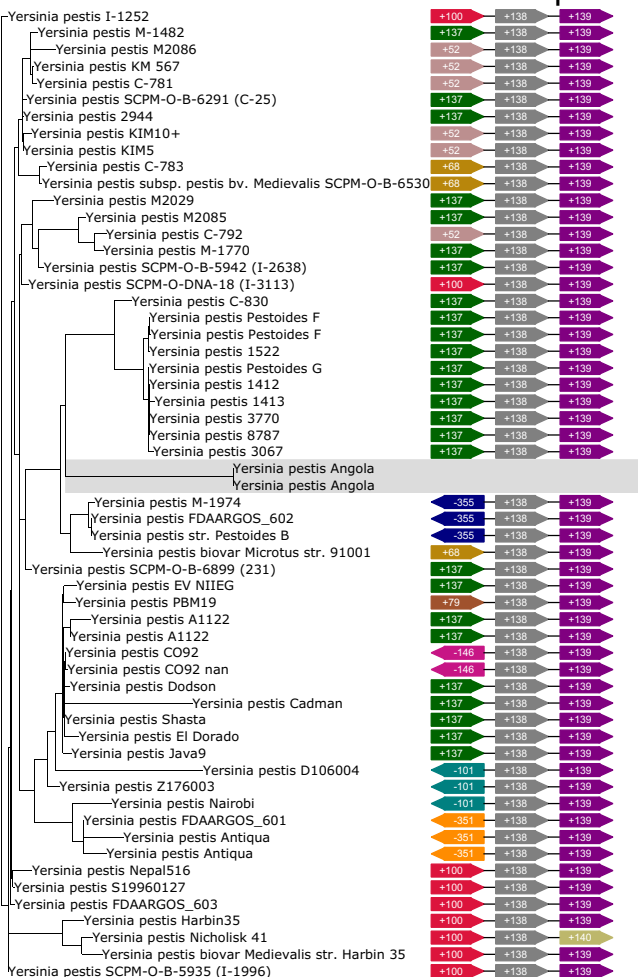 Yersinia pestis I-1252 +100 +138 +139
Yersinia pestis M-1482 +137 +138 +139
Yersinia pestis M2086 +52 +138 +139
Yersinia pestis KM 567 +52 +138 +139
Yersinia pestis C-781 +52 +138 +139
Yersinia pestis SCPM-O-B-6291 (C-25) +137 +138 +139
Yersinia pestis 2944 +137 +138 +139
Yersinia pestis KIM10+ +52 +138 +139
Yersinia pestis KIM5 +52 +138 +139
Yersinia pestis C-783 +68 +138 +139
Yersinia pestis subsp. pestis bv. Medievalis SCPM-O-B-6530 +68 +138 +139
Yersinia pestis M2029 +137 +138 +139
Yersinia pestis M2085 +137 +138 +139
Yersinia pestis C-792 +52 +138 +139
Yersinia pestis M-1770 +137 +138 +139
Yersinia pestis SCPM-O-B-5942 (I-2638) +137 +138 +139
Yersinia pestis SCPM-O-DNA-18 (I-3113) +100 +138 +139
Yersinia pestis C-830 +137 +138 +139
Yersinia pestis Pestoides F +137 +138 +139
Yersinia pestis Pestoides F +137 +138 +139
Yersinia pestis 1522 +137 +138 +139
Yersinia pestis Pestoides G +137 +138 +139
Yersinia pestis 1412 +137 +138 +139
Yersinia pestis 1413 +137 +138 +139
Yersinia pestis 3770 +137 +138 +139
Yersinia pestis 8787 +137 +138 +139
Yersinia pestis 3067 +137 +138 +139
Yersinia pestis Angola
Yersinia pestis Angola
Yersinia pestis M-1974 -355 +138 +139
Yersinia pestis FDAARGOS_602 -355 +138 +139
Yersinia pestis str. Pestoides B -355 +138 +139
Yersinia pestis biovar Microtus str. 91001 +68 +138 +139
Yersinia pestis SCPM-O-B-6899 (231) +137 +138 +139
Yersinia pestis EV NIIEG +137 +138 +139
Yersinia pestis PBM19 +79 +138 +139
Yersinia pestis A1122 +137 +138 +139
Yersinia pestis A1122 +137 +138 +139
Yersinia pestis CO92 -146 +138 +139
Yersinia pestis CO92 nan -146 +138 +139
Yersinia pestis Dodson +137 +138 +139
Yersinia pestis Cadman +137 +138 +139
Yersinia pestis Shasta +137 +138 +139
Yersinia pestis El Dorado +137 +138 +139
Yersinia pestis Java9 +137 +138 +139
Yersinia pestis D106004 -101 +138 +139
Yersinia pestis Z176003 -101 +138 +139
Yersinia pestis Nairobi -101 +138 +139
Yersinia pestis FDAARGOS_601 -351 +138 +139
Yersinia pestis Antiqua -351 +138 +139
Yersinia pestis Antiqua -351 +138 +139
Yersinia pestis Nepal516 +100 +138 +139
Yersinia pestis S19960127 +100 +138 +139
Yersinia pestis FDAARGOS_603 +100 +138 +139
Yersinia pestis Harbin35 +100 +138 +139
Yersinia pestis Nicholisk 41 +100 +138 +140
Yersinia pestis biovar Medievalis str. Harbin 35 +100 +138 +139
Yersinia pestis SCPM-O-B-5935 (I-1996) +100 +138 +139